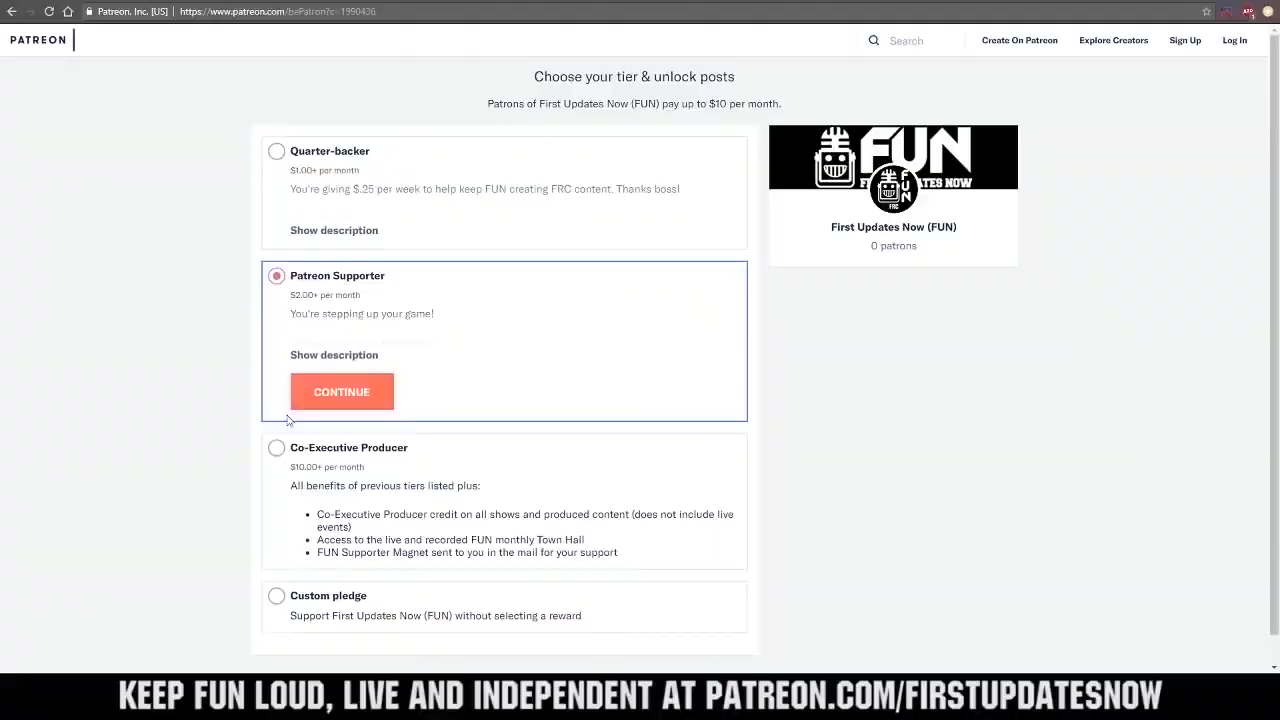 Patreon, Inc. [US] | https://www.patreon.com/bePatron?c=1990436
PATREON
Search
Create On Patreon
Explore Creators
Sign Up
Log In
Choose your tier & unlock posts
Patrons of First Updates Now (FUN) pay up to $10 per month.
Quarter-backer
$1.00+ per month
You're giving $.25 per week to help keep FUN creating FRC content. Thanks boss!
Show description
Patreon Supporter
$2.00+ per month
You're stepping up your game!
Show description
CONTINUE
Co-Executive Producer
$10.00+ per month
All benefits of previous tiers listed plus:
• Co-Executive Producer credit on all shows and produced content (does not include live
events)
• Access to the live and recorded FUN monthly Town Hall
• FUN Supporter Magnet sent to you in the mail for your support
Custom pledge
Support First Updates Now (FUN) without selecting a reward
FUN
FUN
FRC
First Updates Now (FUN)
0 patrons
KEEP FUN LOUD, LIVE AND INDEPENDENT AT PATREON.COM/FIRSTUPDATESNOW